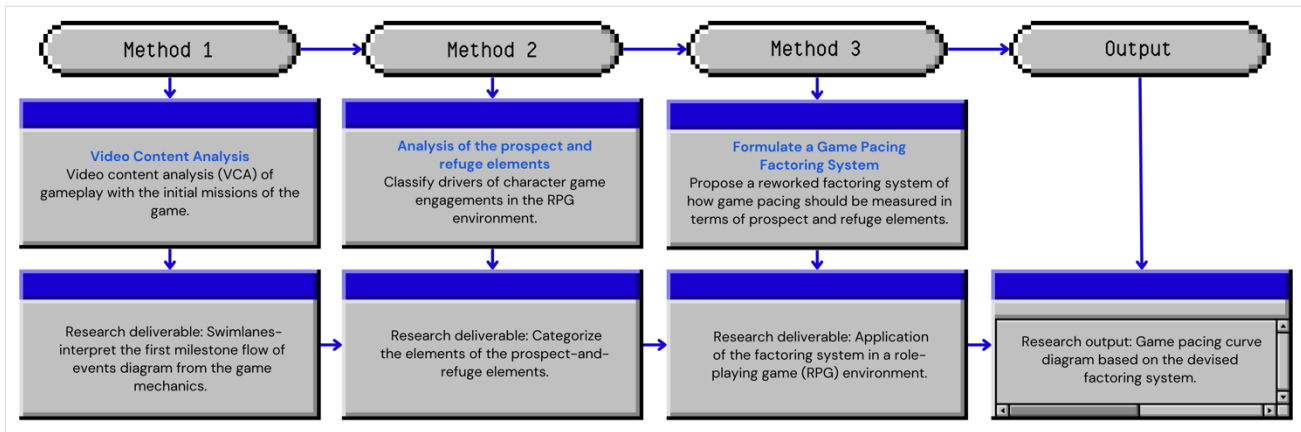 Method 1
Method 2
Method 3
Output
Video Content Analysis
Video content analysis (VCA) of
gameplay with the initial missions of the
game.
Analysis of the prospect and
refuge elements
Classify drivers of character game
engagements in the RPG
environment.
Formulate a Game Pacing
Factoring System
Propose a reworked factoring system of
how game pacing should be measured in
terms of prospect and refuge elements.
Research deliverable: Swimlanes-
interpret the first milestone flow of
events diagram from the game
mechanics.
Research deliverable: Categorize
the elements of the prospect-and-
refuge elements.
Research deliverable: Application
of the factoring system in a role-
playing game (RPG) environment.
Research output: Game pacing curve
diagram based on the devised
factoring system.